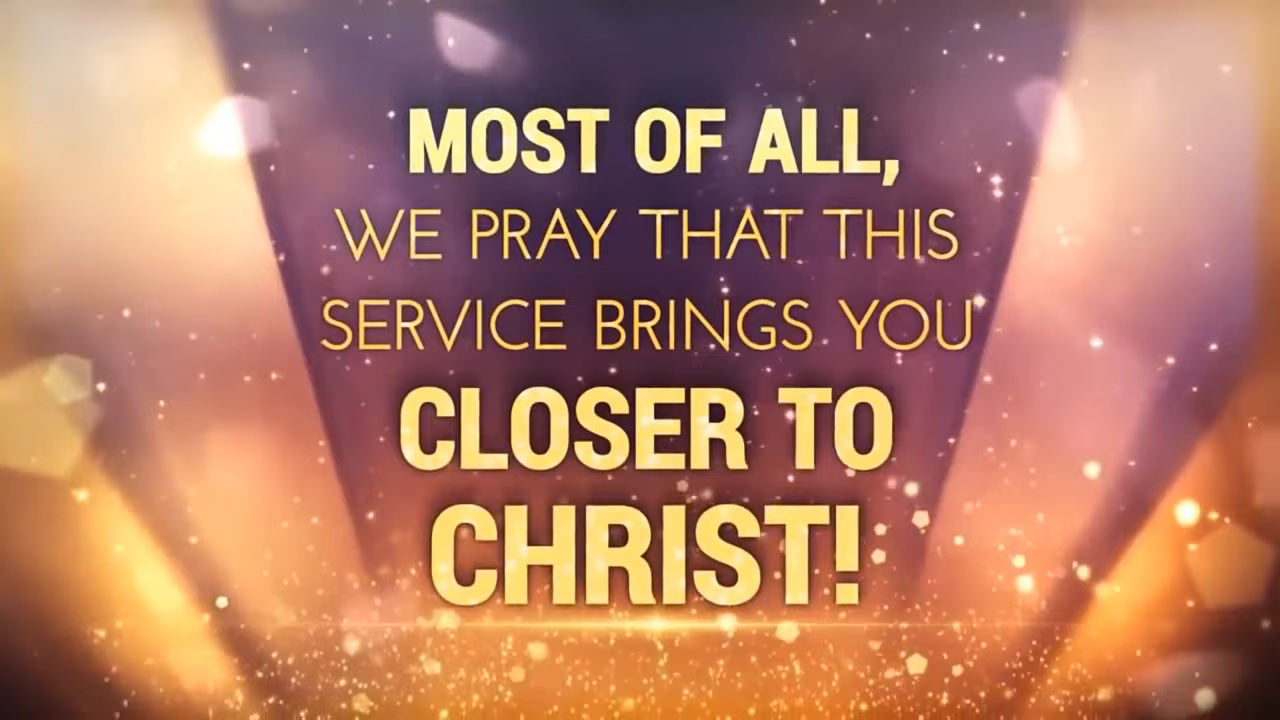 MOST OF ALL,
WE PRAY THAT THIS
SERVICE BRINGS YOU
CLOSER TO
CHRIST!